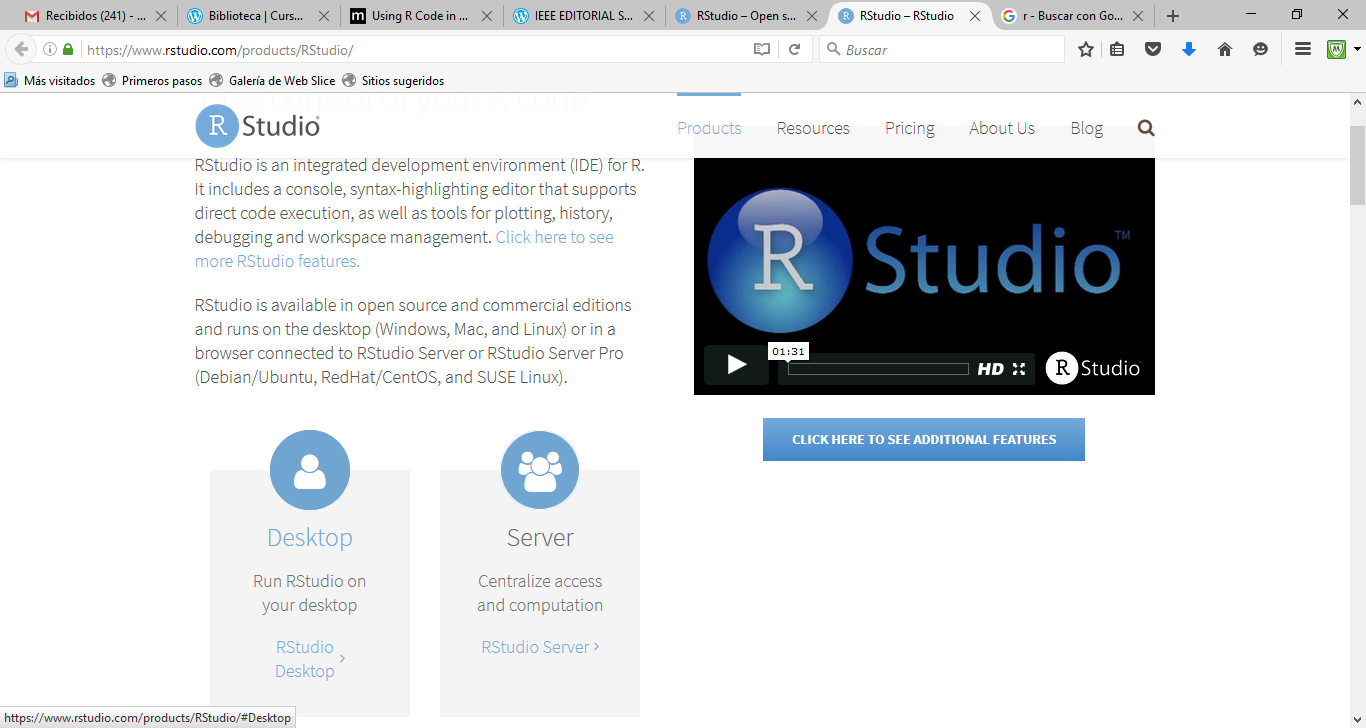 Recibidos (241) - ...
Biblioteca | Curs...
Using R Code in ...
IEEE EDITORIAL S...
RStudio – Open s...
RStudio – RStudio
r - Buscar con Go...
https://www.rstudio.com/products/RStudio/
Buscar
Más visitados
Primeros pasos
Galería de Web Slice
Sitios sugeridos
Take control of your R code
R Studio
Products
Resources
Pricing
About Us
Blog
RStudio is an integrated development environment (IDE) for R.
It includes a console, syntax-highlighting editor that supports
direct code execution, as well as tools for plotting, history,
debugging and workspace management. Click here to see
more RStudio features.
RStudio is available in open source and commercial editions
and runs on the desktop (Windows, Mac, and Linux) or in a
browser connected to RStudio Server or RStudio Server Pro
(Debian/Ubuntu, RedHat/CentOS, and SUSE Linux).
R Studio™
01:31
HD
R Studio
CLICK HERE TO SEE ADDITIONAL FEATURES
Desktop
Run RStudio on
your desktop
RStudio
Desktop
Server
Centralize access
and computation
RStudio Server
https://www.rstudio.com/products/RStudio/#Desktop